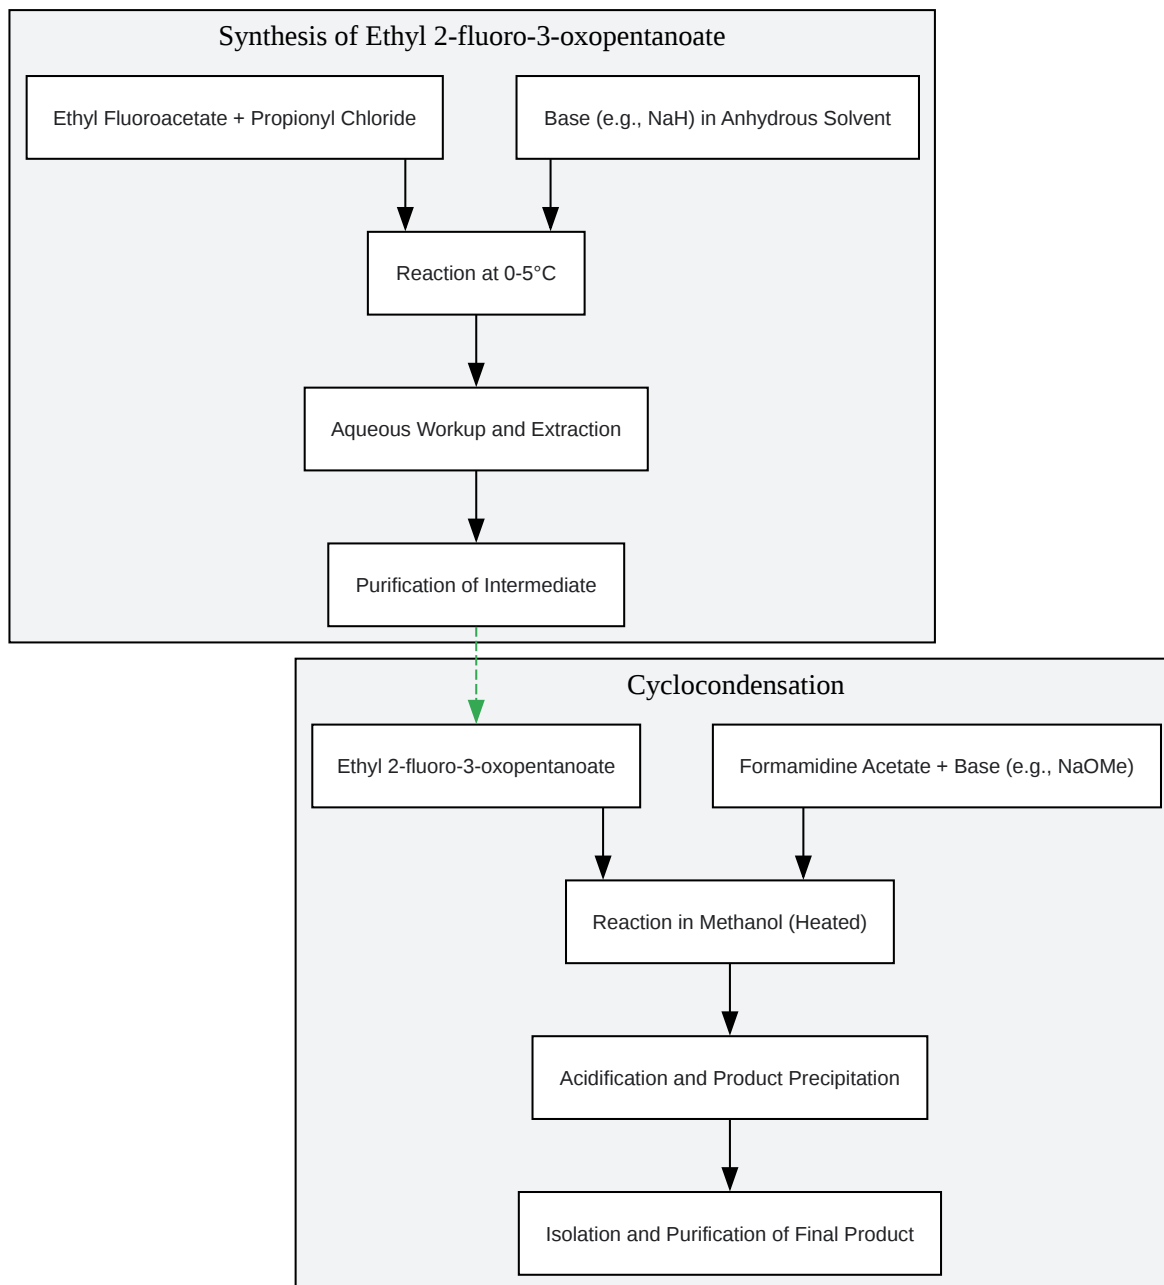 Synthesis of Ethyl 2-fluoro-3-oxopentanoate
Ethyl Fluoroacetate + Propionyl Chloride
Base (e.g., NaH) in Anhydrous Solvent
Reaction at 0-5°C
Aqueous Workup and Extraction
Purification of Intermediate
Cyclocondensation
Ethyl 2-fluoro-3-oxopentanoate
Formamidine Acetate + Base (e.g., NaOMe)
Reaction in Methanol (Heated)
Acidification and Product Precipitation
Isolation and Purification of Final Product